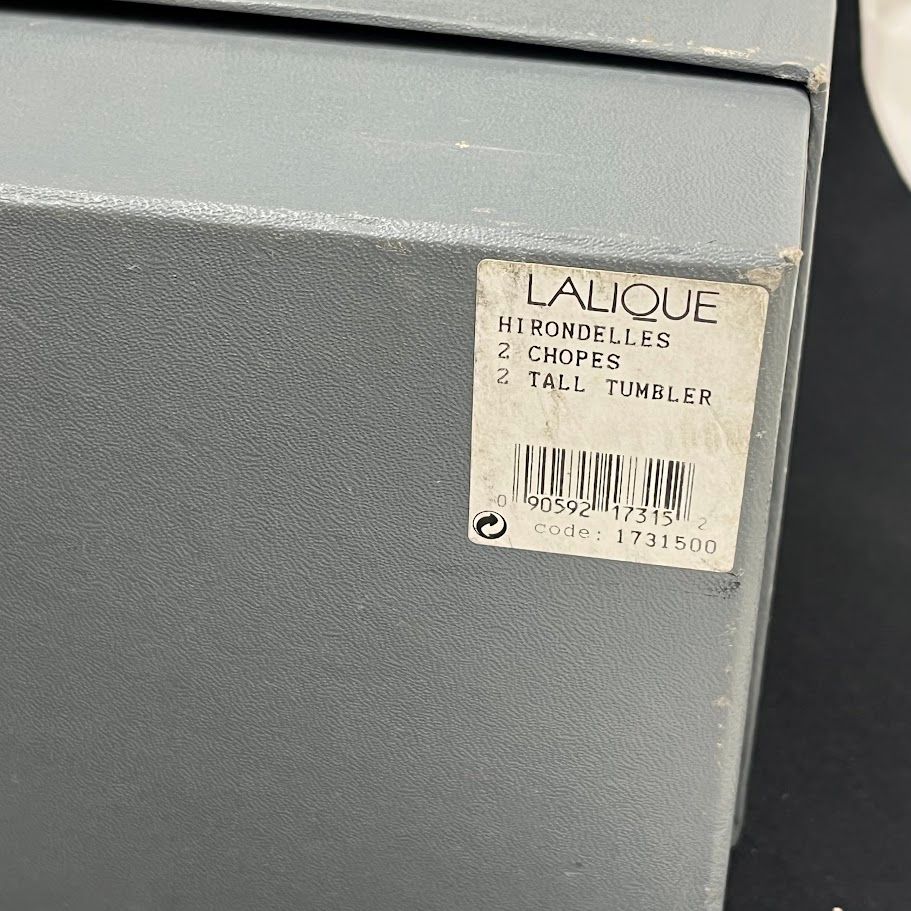 LALIQUE
HIRONDELLES
2 CHOPES
2 TALL TUMBLER
0 90592 17315 2
code: 1731500